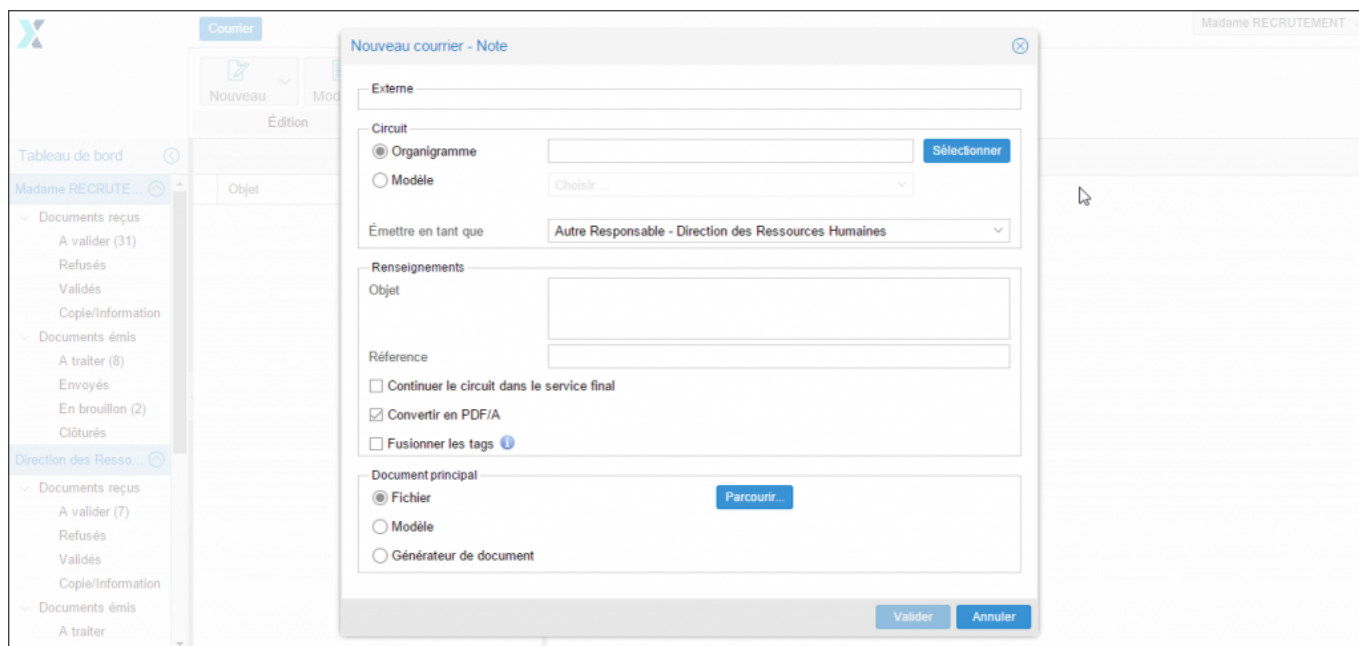 Courrier
Madame RECRUTEMENT
Nouveau
Mod
Édition
Tableau de bord
Madame RECRUTE...
Objet
Documents reçus
A valider (31)
Refusés
Validés
Copie/Information
Documents émis
A traiter (8)
Envoyés
En brouillon (2)
Clôturés
Direction des Resso...
Documents reçus
A valider (7)
Refusés
Validés
Copie/Information
Documents émis
A traiter
Nouveau courrier - Note
Externe
Circuit
Organigramme
Sélectionner
Modèle
Choisir ...
Émettre en tant que
Autre Responsable - Direction des Ressources Humaines
Renseignements
Objet
Réference
Continuer le circuit dans le service final
Convertir en PDF/A
Fusionner les tags
Document principal
Fichier
Parcourir...
Modèle
Générateur de document
Valider
Annuler